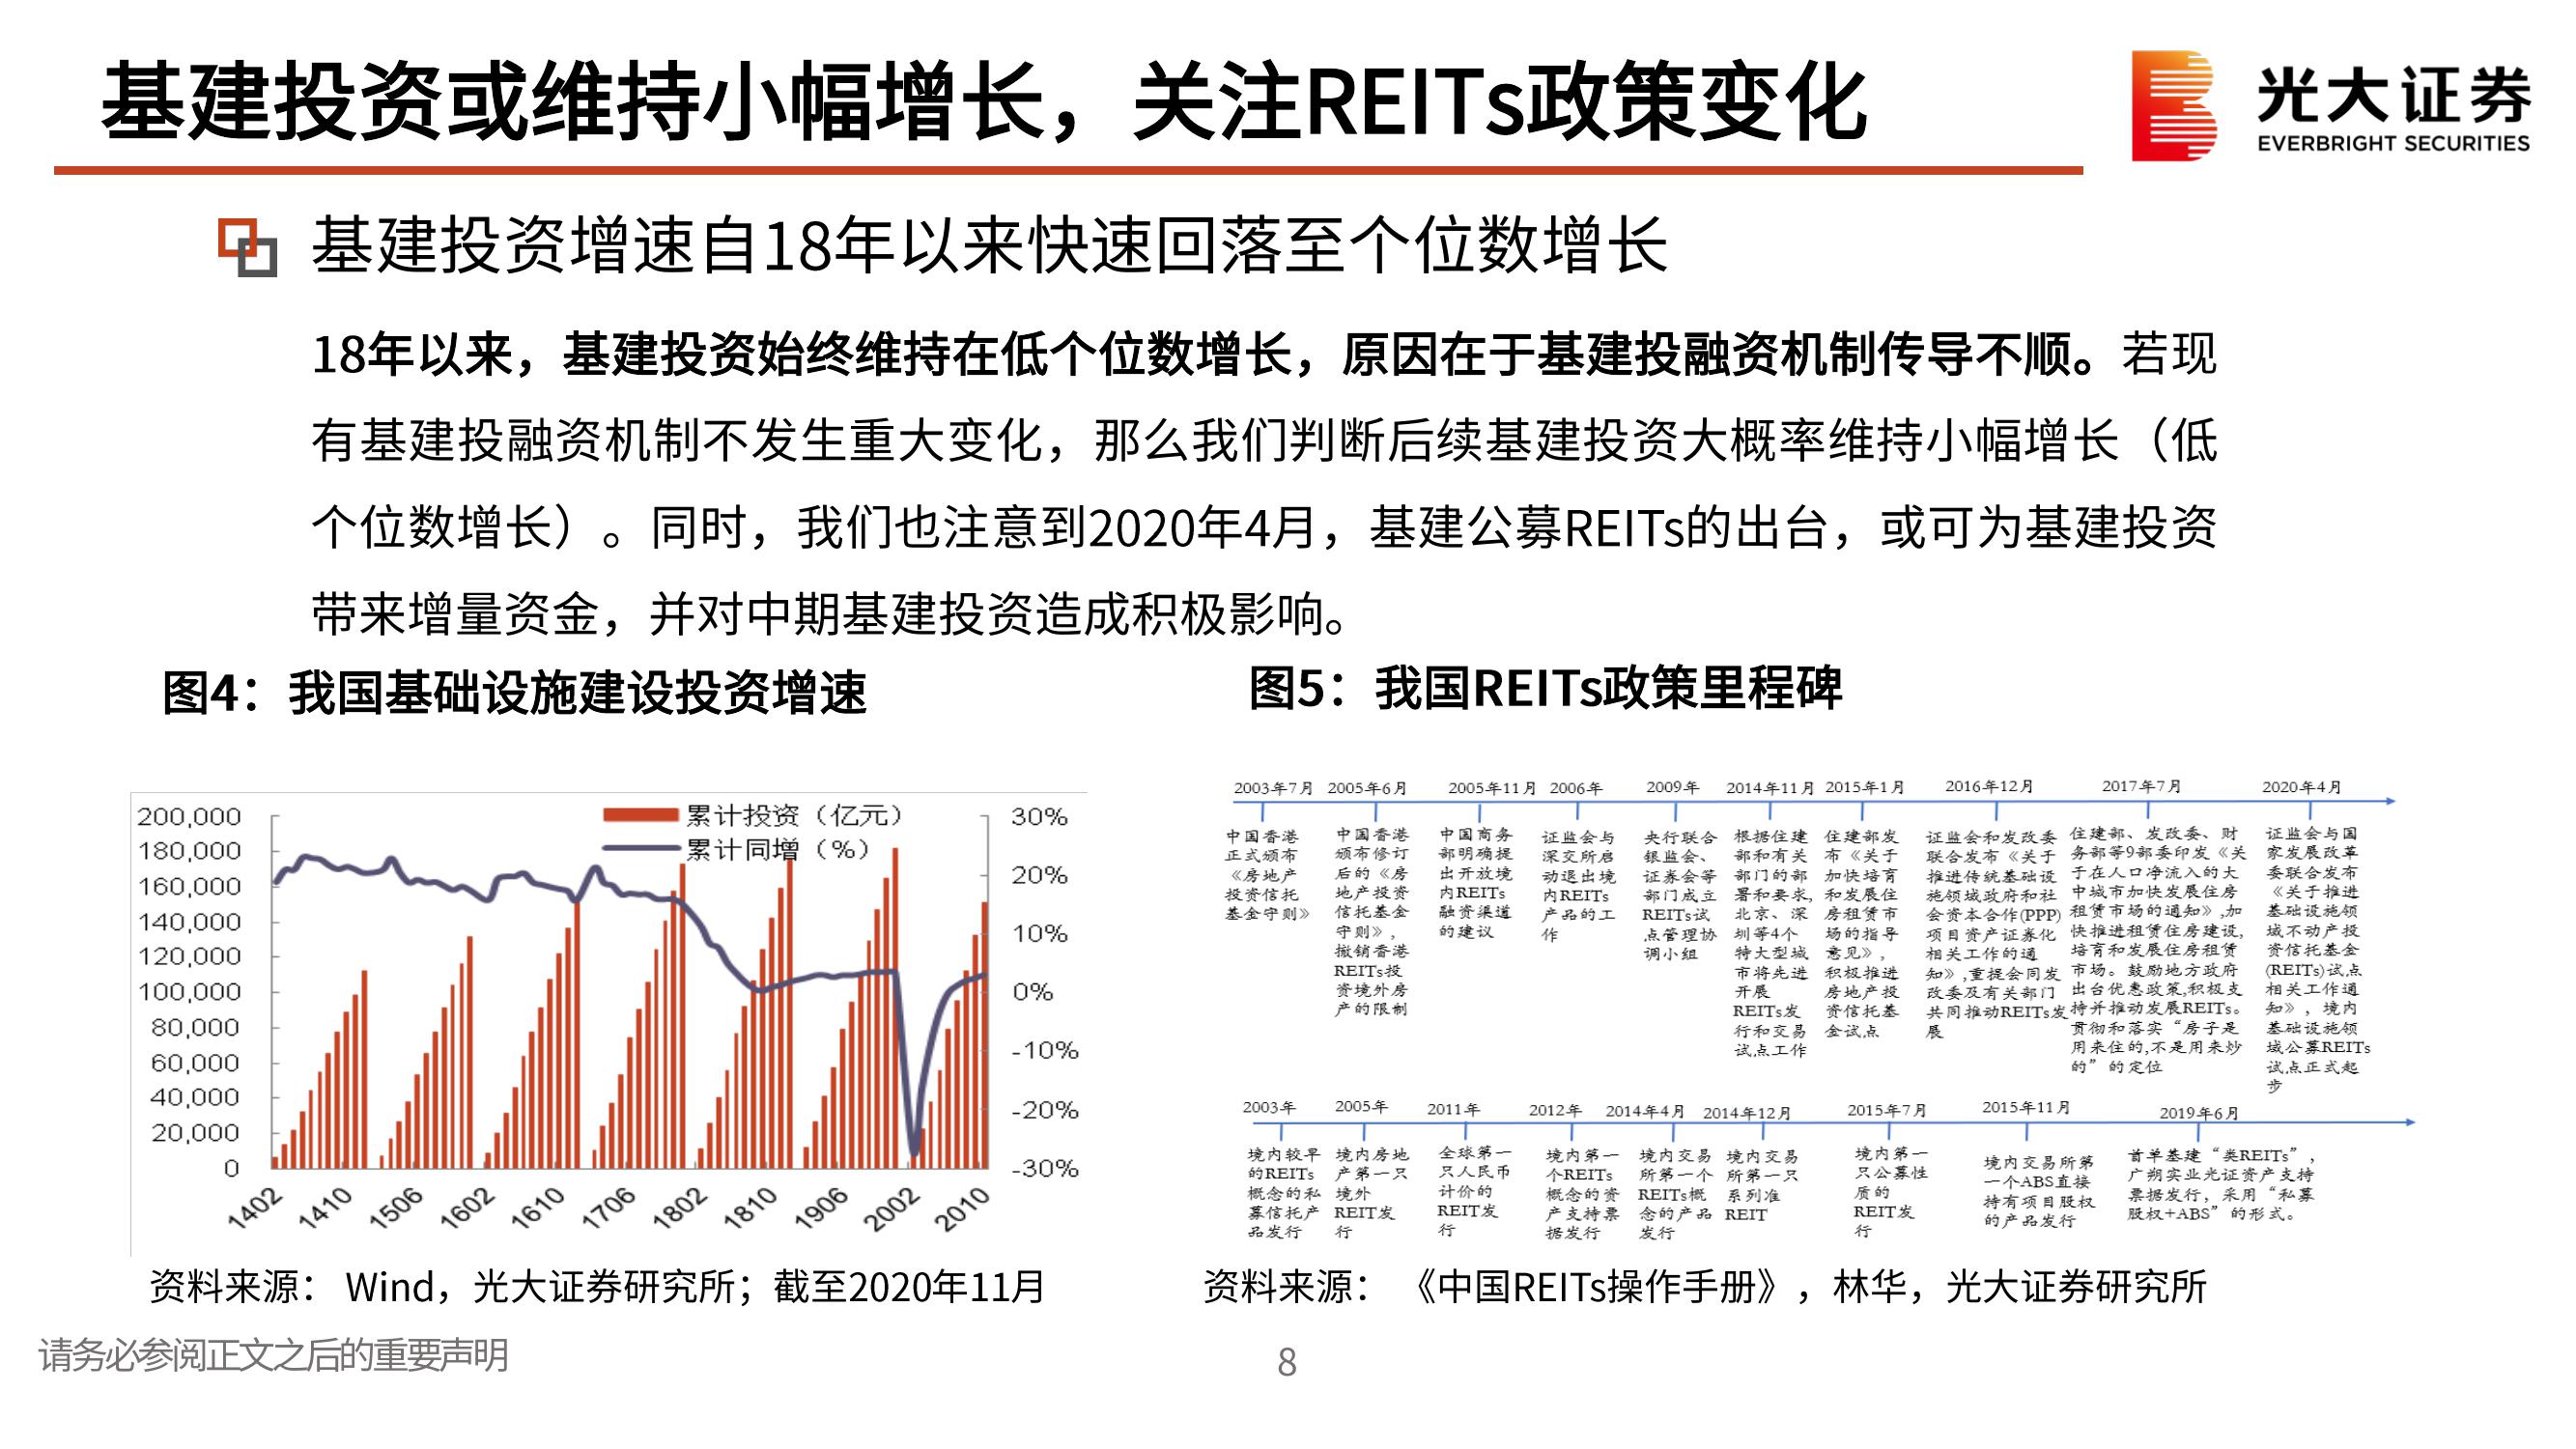 基建投资或维持小幅增长，关注REITs政策变化
光大证券
EVERBRIGHT SECURITIES
基建投资增速自18年以来快速回落至个位数增长
18年以来，基建投资始终维持在低个位数增长，原因在于基建投融资机制传导不顺。若现
有基建投融资机制不发生重大变化，那么我们判断后续基建投资大概率维持小幅增长（低
个位数增长）。同时，我们也注意到2020年4月，基建公募REITs的出台，或可为基建投资
带来增量资金，并对中期基建投资造成积极影响。
图4：我国基础设施建设投资增速
累计投资（亿元）
累计同增（%）
200,000
180,000
160,000
140,000
120,000
100,000
80,000
60,000
40,000
20,000
0
30%
20%
10%
0%
-10%
-20%
-30%
1402
1410
1506
1602
1610
1706
1802
1810
1906
2002
2010
资料来源： Wind，光大证券研究所；截至2020年11月
图5：我国REITs政策里程碑
2003年7月
中国香港
正式颁布
《房地产
投资信托
基金守则》
2005年6月
中国香港
颁布修订
后的《房
地产投资
信托基金
守则》，
撤销香港
REITs投
资境外房
产的限制
2005年11月
中国商务
部明确提
出开放境
内REITs
融资渠道
的建议
2006年
证监会与
深交所启
动退出境
内REITs
产品的工
作
2009年
央行联合
银监会、
证券会等
部门成立
REITs试
点管理协
调小组
2014年11月
根据住建
部和有关
部门的部
署和要求,
北京、深
圳等4个
特大型城
市将先进
开展
REITs发
行和交易
试点工作
2015年1月
住建部发
布《关于
加快培育
和发展住
房租赁市
场的指导
意见》，
积极推进
房地产投
资信托基
金试点
2016年12月
证监会和发改委
联合发布《关于
推进传统基础设
施领域政府和社
会资本合作(PPP)
项目资产证券化
相关工作的通
知》,重提会同发
改委及有关部门
共同推动REITs发
展
2017年7月
住建部、发改委、财
务部等9部委印发《关
于在人口净流入的大
中城市加快发展住房
租赁市场的通知》,加
快推进租赁住房建设,
培育和发展住房租赁
市场。鼓励地方政府
出台优惠政策,积极支
持并推动发展REITs。
贯彻和落实“房子是
用来住的,不是用来炒
的”的定位
2020年4月
证监会与国
家发展改革
委联合发布
《关于推进
基础设施领
域不动产投
资信托基金
(REITs)试点
相关工作通
知》，境内
基础设施领
域公募REITs
试点正式起
步
2003年
境内较早
的REITs
概念的私
募信托产
品发行
2005年
境内房地
产第一只
境外
REIT发
行
2011年
全球第一
只人民币
计价的
REIT发
行
2012年
境内第一
个REITs
概念的资
产支持票
据发行
2014年4月
境内交易
所第一个
REITs概
念的产品
发行
2014年12月
境内交易
所第一只
系列准
REIT
2015年7月
境内第一
只公募性
质的
REIT发
行
2015年11月
境内交易所第
一个ABS直接
持有项目股权
的产品发行
2019年6月
首单基建“类REITs”，
广朔实业光证资产支持
票据发行，采用“私募
股权+ABS”的形式。
资料来源： 《中国REITs操作手册》，林华，光大证券研究所
请务必参阅正文之后的重要声明
8